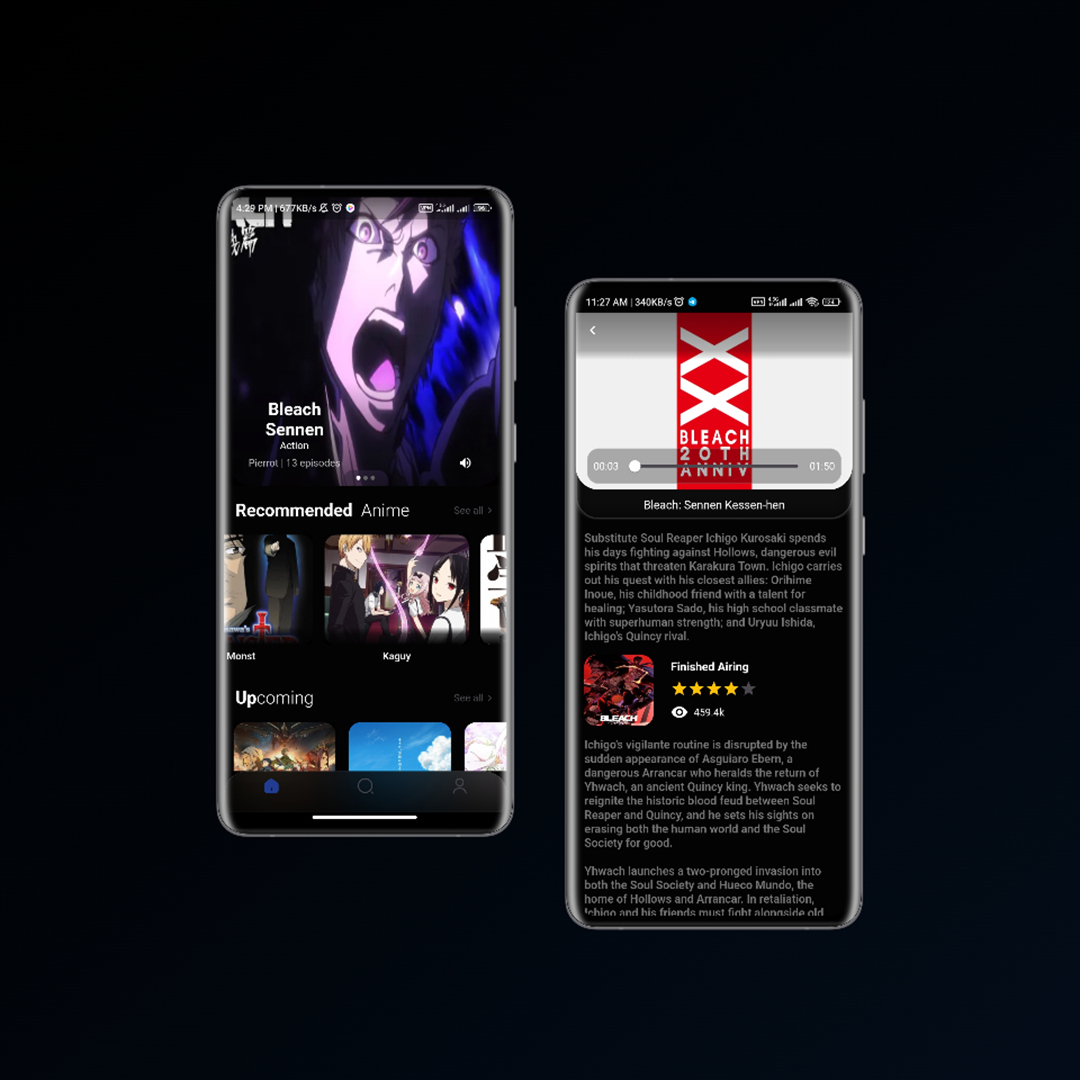 4:29 PM | 677KB/s
篇
Bleach
Sennen
Action
Pierrot | 13 episodes
Recommended Anime
See all >
Monst
Kaguy
Upcoming
See all >
11:27 AM | 340KB/s
BLEACH
20TH
ANNIV
00:03
01:50
Bleach: Sennen Kessen-hen
Substitute Soul Reaper Ichigo Kurosaki spends
his days fighting against Hollows, dangerous evil
spirits that threaten Karakura Town. Ichigo carries
out his quest with his closest allies: Orihime
Inoue, his childhood friend with a talent for
healing; Yasutora Sado, his high school classmate
with superhuman strength; and Uryuu Ishida,
Ichigo's Quincy rival.
Finished Airing
459.4k
BLEACH
Ichigo's vigilante routine is disrupted by the
sudden appearance of Asguiaro Ebern, a
dangerous Arrancar who heralds the return of
Yhwach, an ancient Quincy king. Yhwach seeks to
reignite the historic blood feud between Soul
Reaper and Quincy, and he sets his sights on
erasing both the human world and the Soul
Society for good.
Yhwach launches a two-pronged invasion into
both the Soul Society and Hueco Mundo, the
home of Hollows and Arrancar. In retaliation,
Ichigo and his friends must fight alongside old